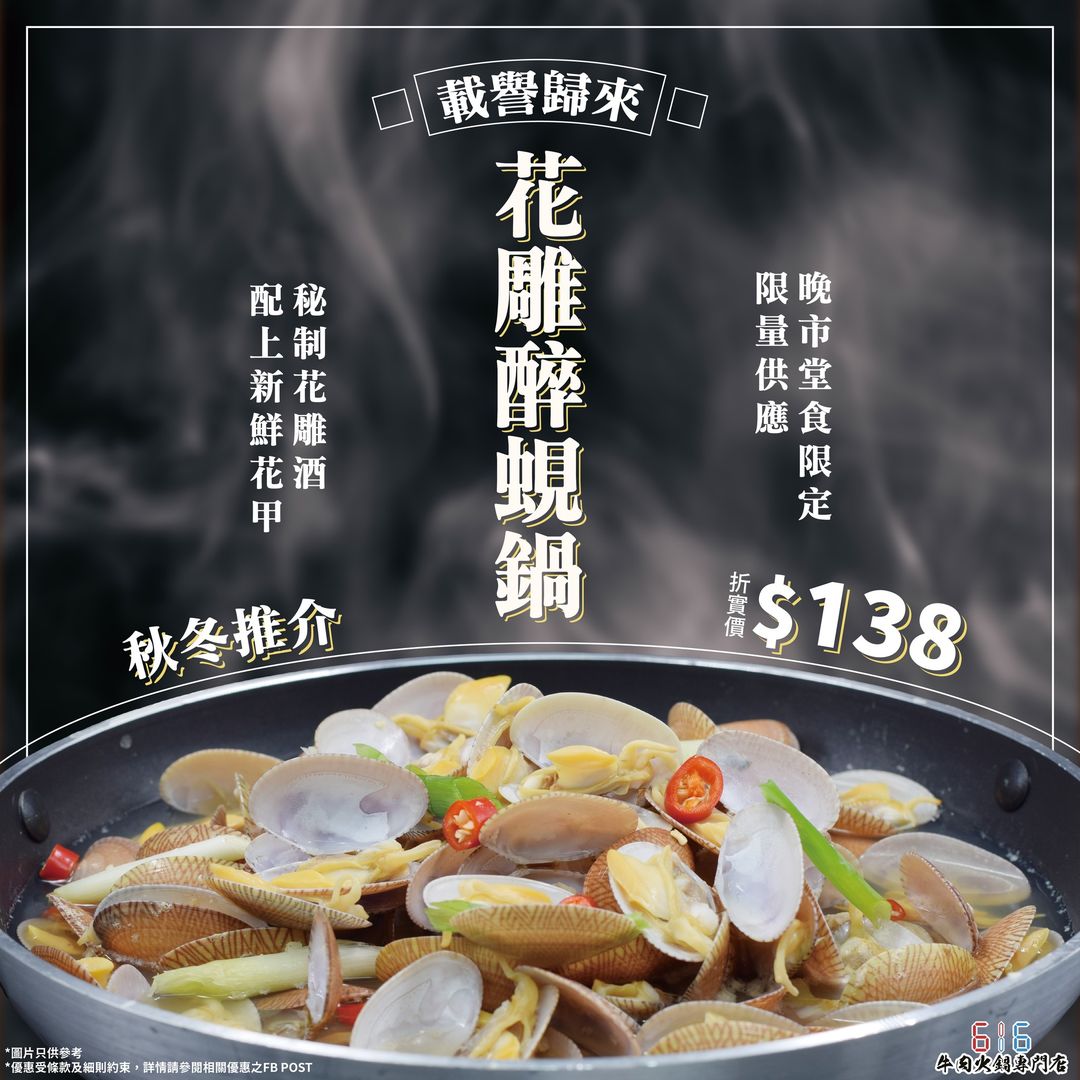 載譽歸來
花雕醉蜆鍋
秘制花雕酒
配上新鮮花甲
晚市堂食限定
限量供應
秋冬推介
折實價
$138
*圖片只供參考
*優惠受條款及細則約束，詳情請參閱相關優惠之FB POST
616
牛肉火鍋專門店